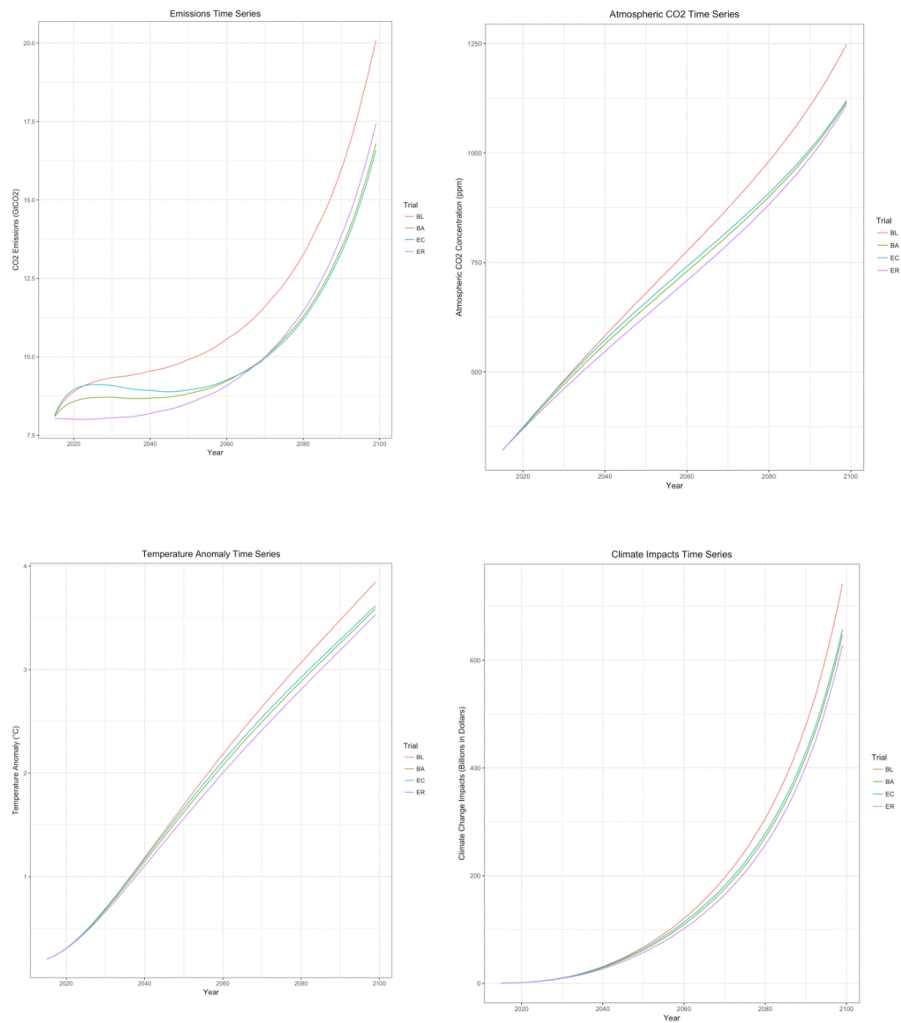 Emissions Time Series
CO2 Emissions (GtCO2)
20.0
17.5
15.0
12.5
10.0
7.5
2020 2040 2060 2080 2100
Year
Trial
BL
BA
EC
ER
Atmospheric CO2 Time Series
Atmospheric CO2 Concentration (ppm)
1250
1000
750
500
2020 2040 2060 2080 2100
Year
Trial
BL
BA
EC
ER
Temperature Anomaly Time Series
Temperature Anomaly (°C)
4
3
2
1
2020 2040 2060 2080 2100
Year
Trial
BL
BA
EC
ER
Climate Impacts Time Series
Climate Change Impacts (Billions in Dollars)
600
400
200
0
2020 2040 2060 2080 2100
Year
Trial
BL
BA
EC
ER